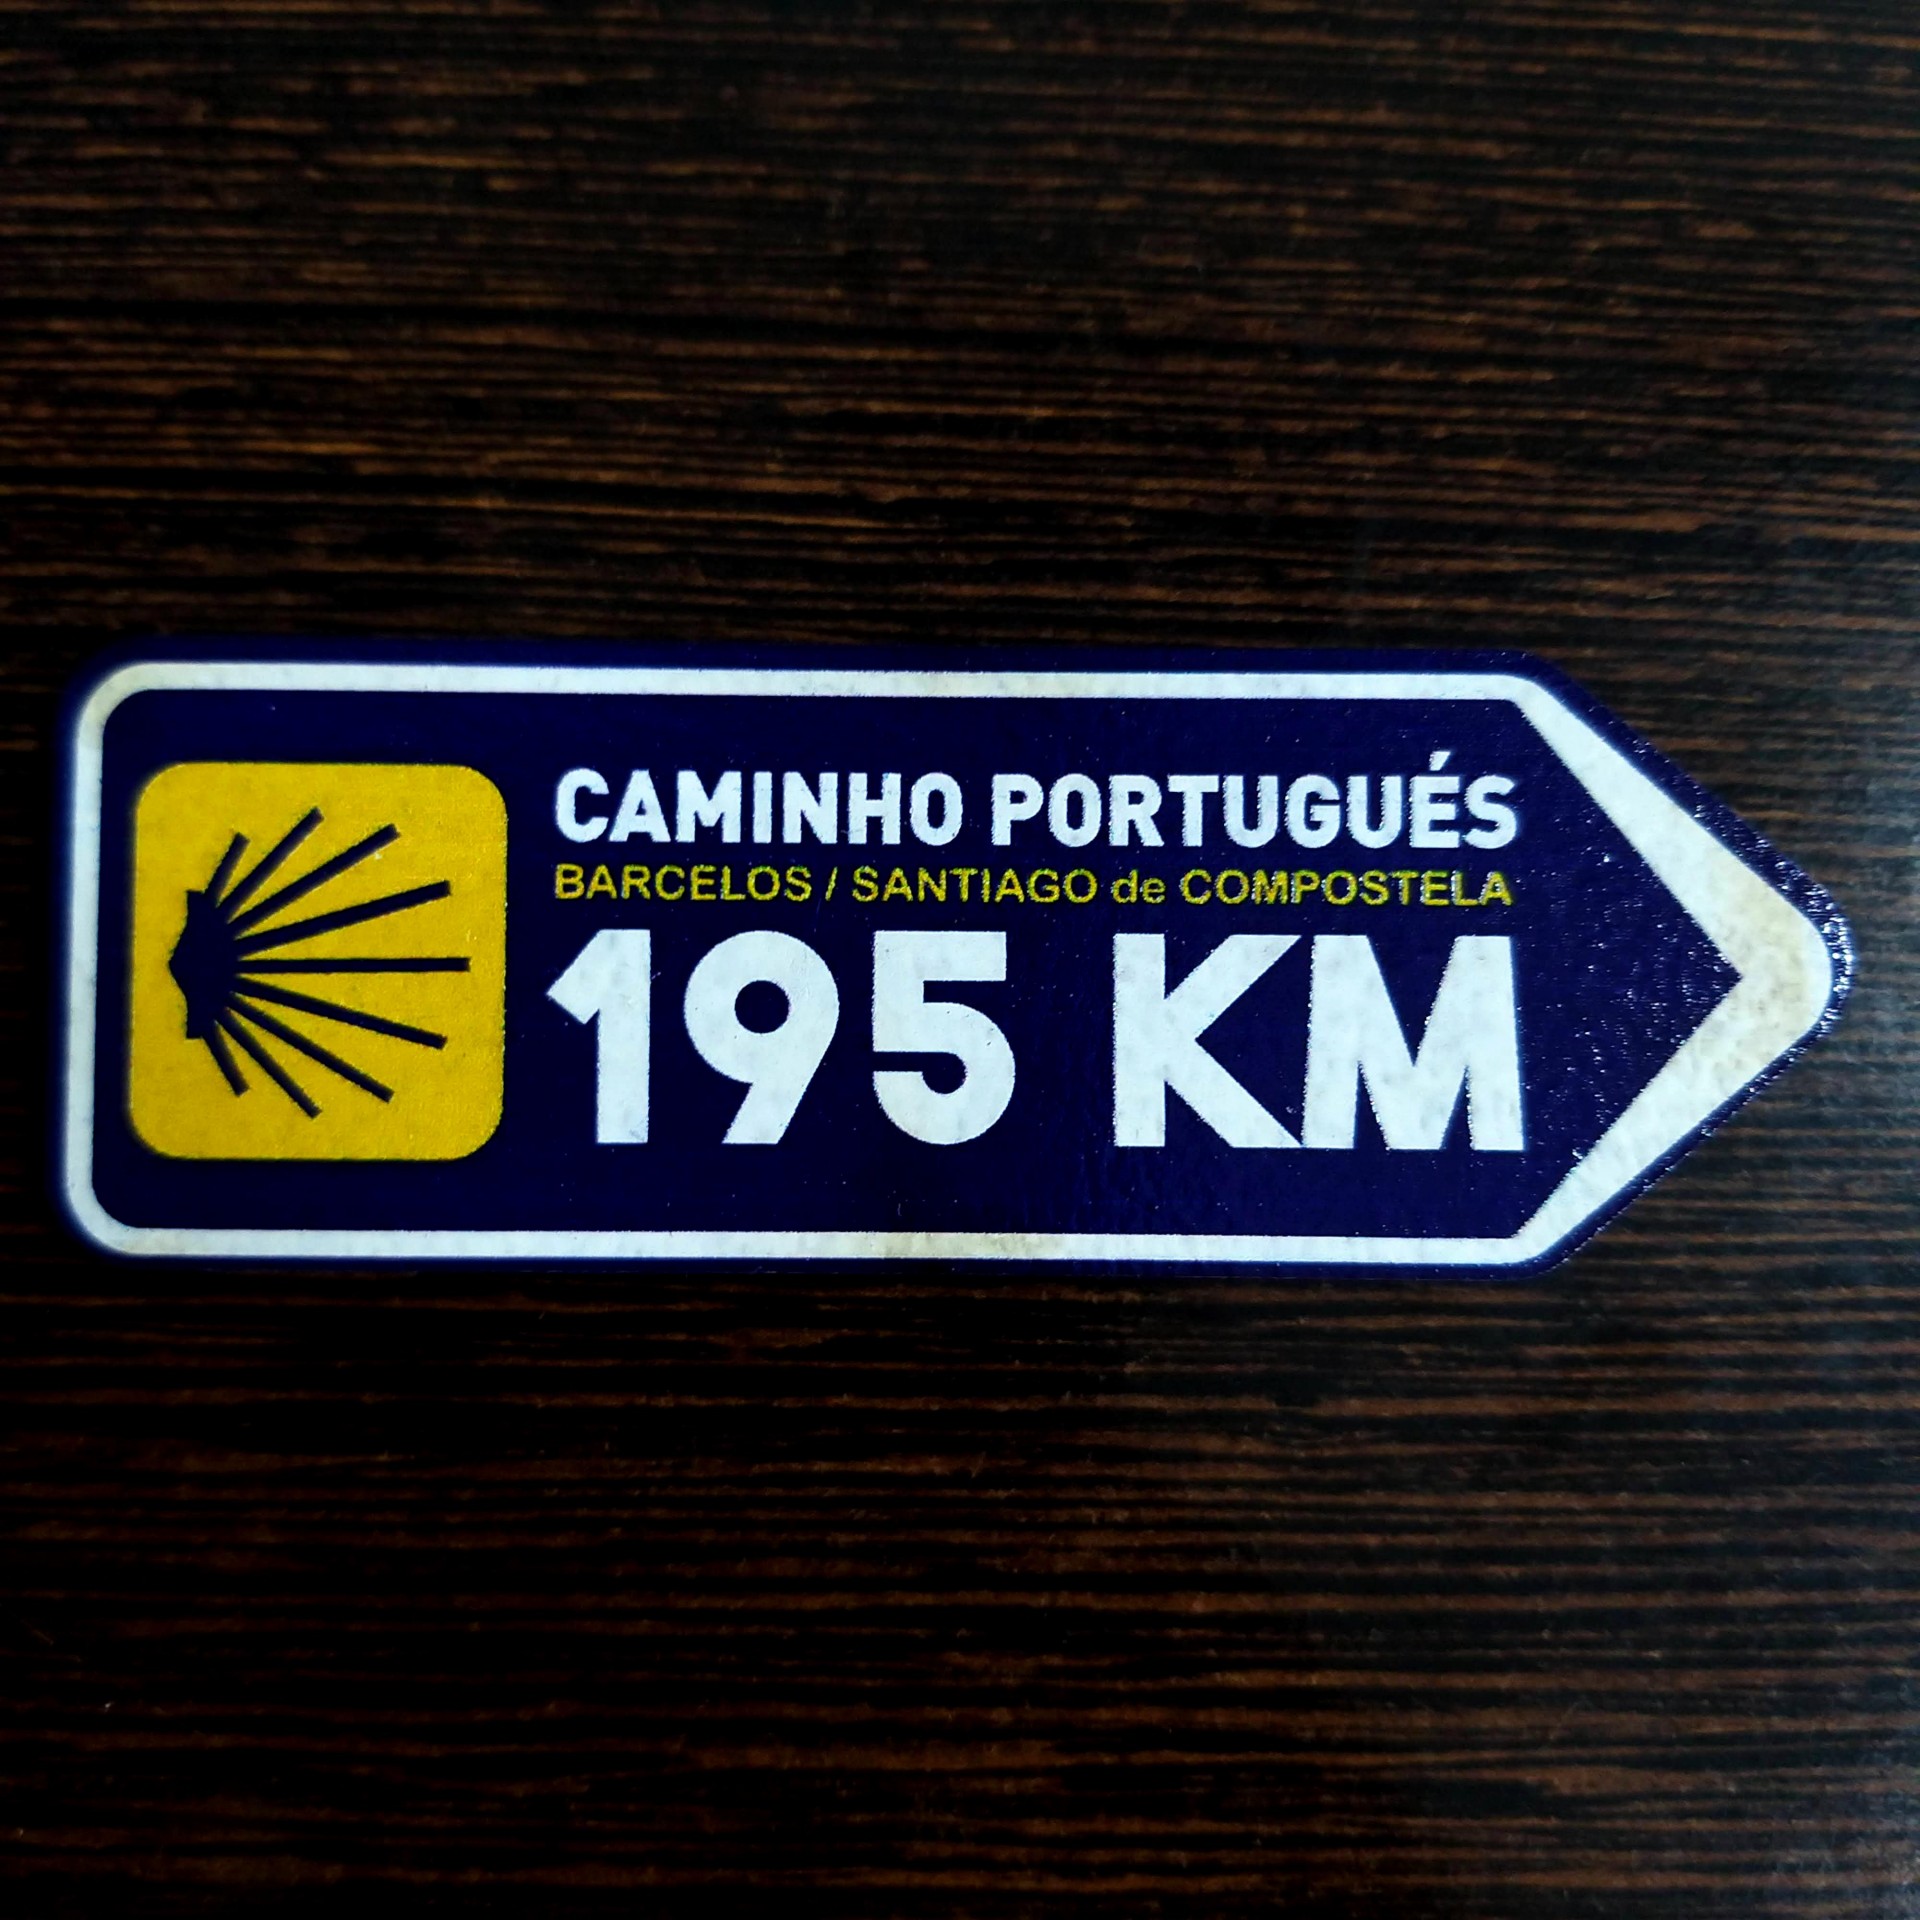 CAMINHO PORTUGUÉS
BARCELOS / SANTIAGO de COMPOSTELA
195 KM